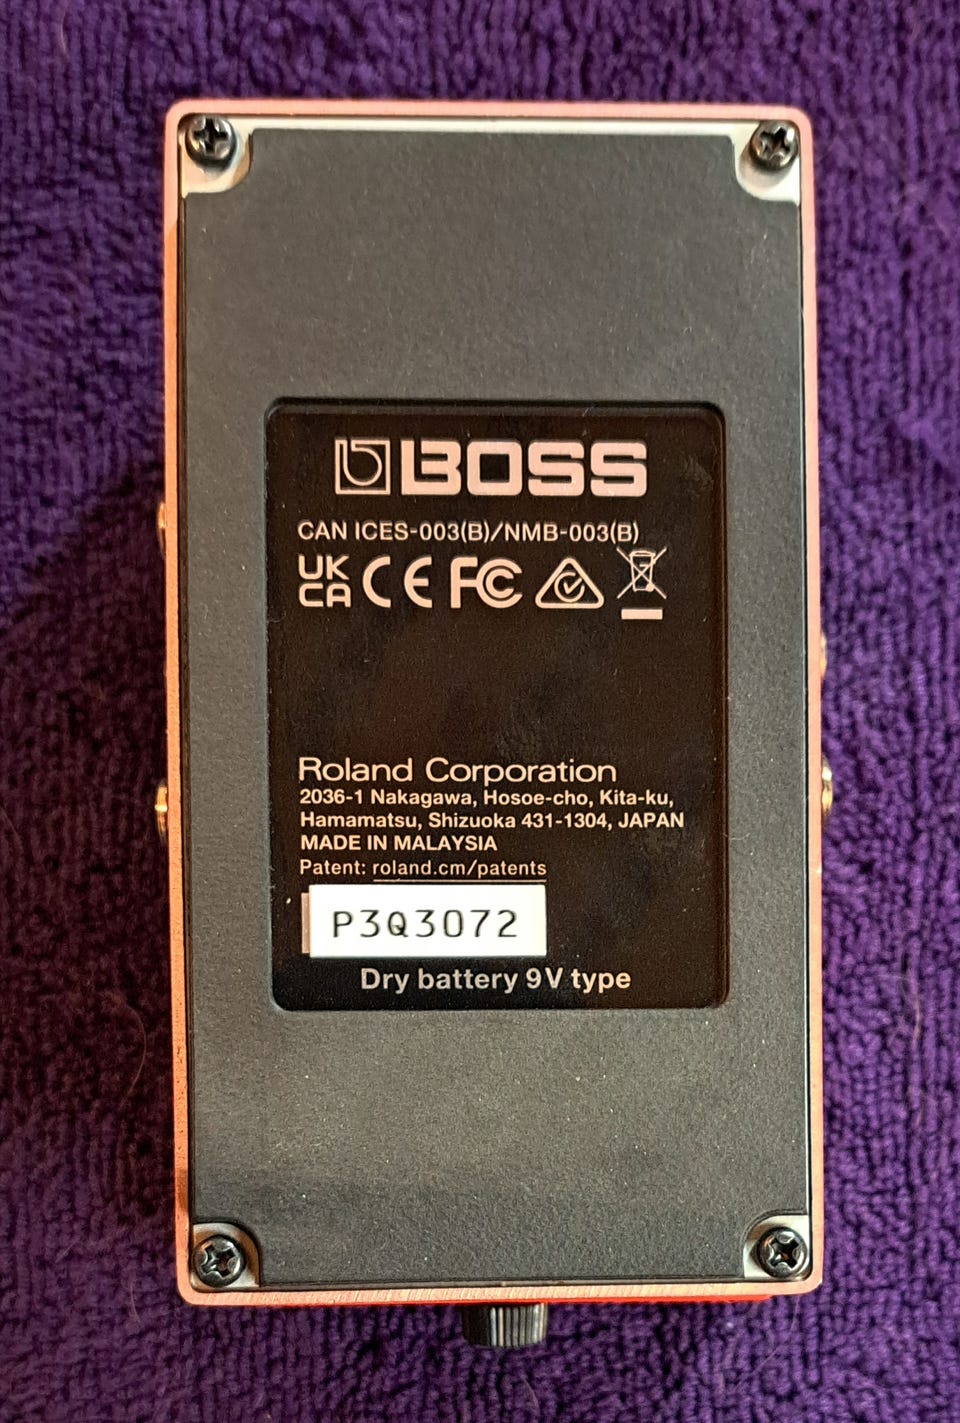 BOSS
CAN ICES-003(B)/NMB-003(B)
UK CA CE FC
Roland Corporation
2036-1 Nakagawa, Hosoe-cho, Kita-ku,
Hamamatsu, Shizuoka 431-1304, JAPAN
MADE IN MALAYSIA
Patent: roland.cm/patents
P3Q3072
Dry battery 9V type